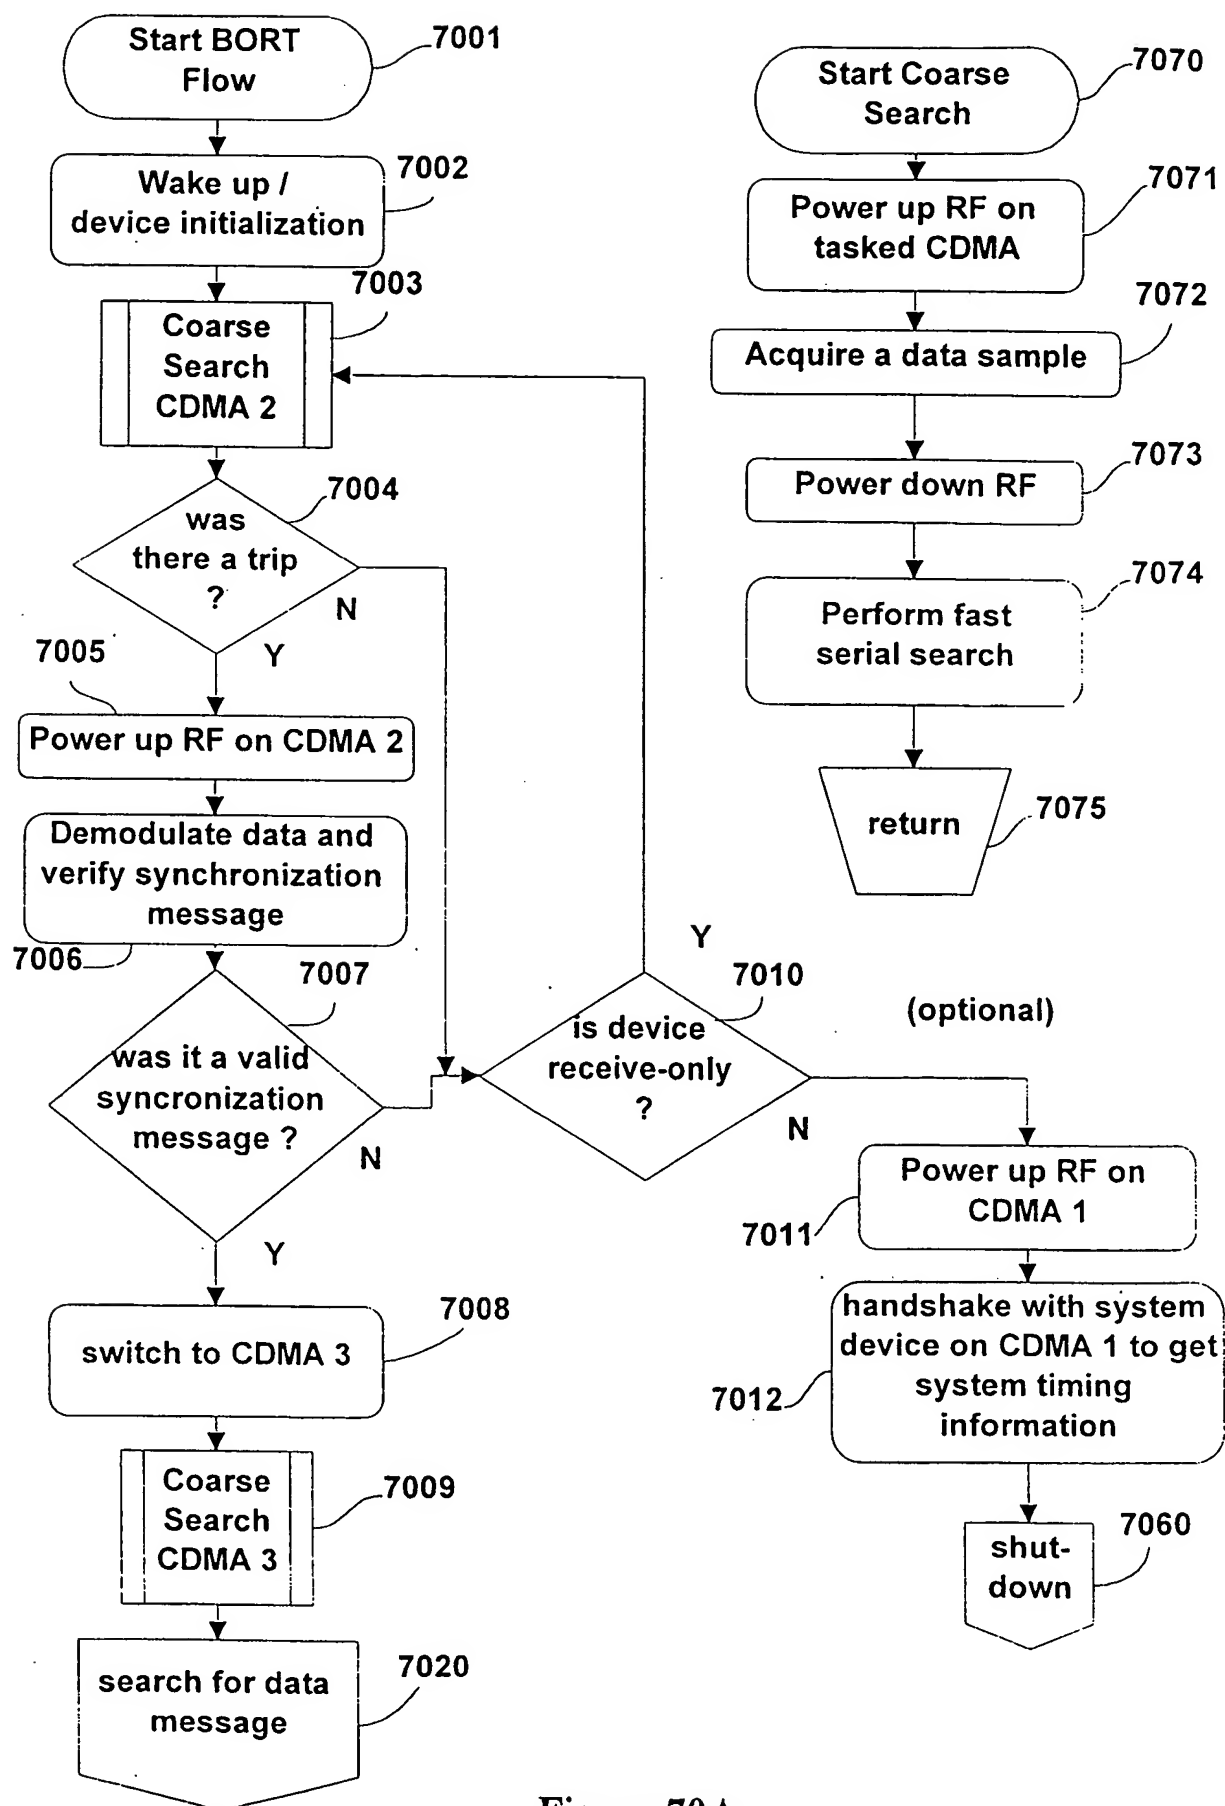 Start BORT
Flow
7001
Wake up /
device initialization
7002
7003
Coarse
Search
CDMA 2
7004
was
there a trip
?
N
Y
7005
Power up RF on CDMA 2
Demodulate data and
verify synchronization
message
7006
7007
was it a valid
syncronization
message ?
N
Y
7008
switch to CDMA 3
Coarse
Search
CDMA 3
7009
search for data
message
7020
Y
7010
is device
receive-only
?
N
(optional)
Power up RF on
CDMA 1
7011
handshake with system
device on CDMA 1 to get
system timing
information
7012
shut-
down
7060
Start Coarse
Search
7070
Power up RF on
tasked CDMA
7071
7072
Acquire a data sample
Power down RF
7073
Perform fast
serial search
7074
return
7075
Figure 70A